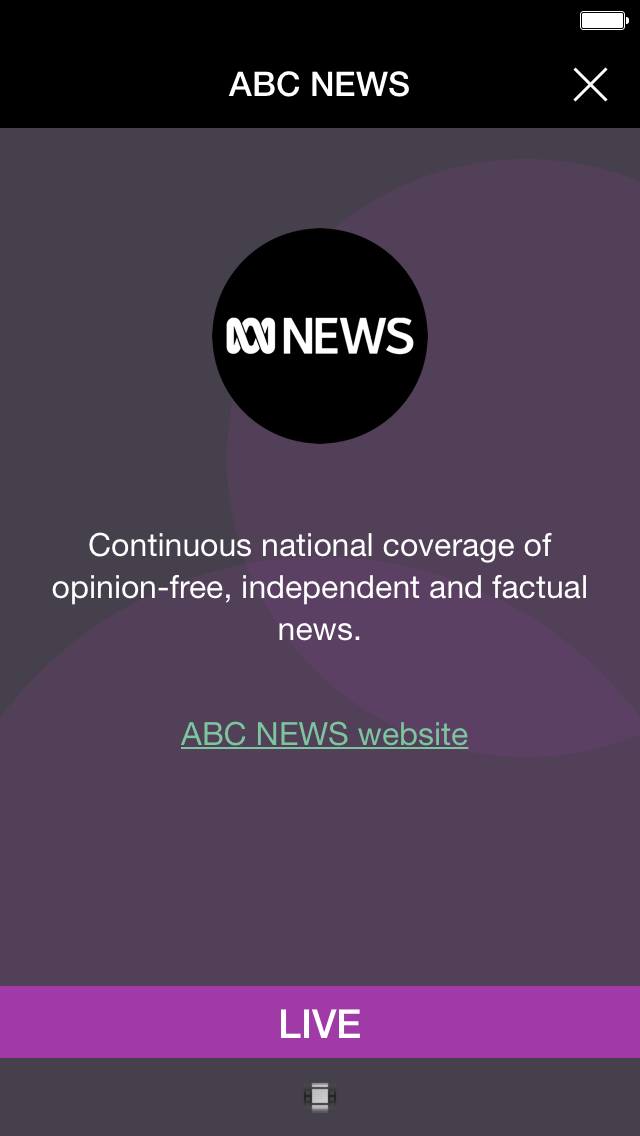 ABC NEWS
NEWS
Continuous national coverage of
opinion-free, independent and factual
news.
ABC NEWS website
LIVE